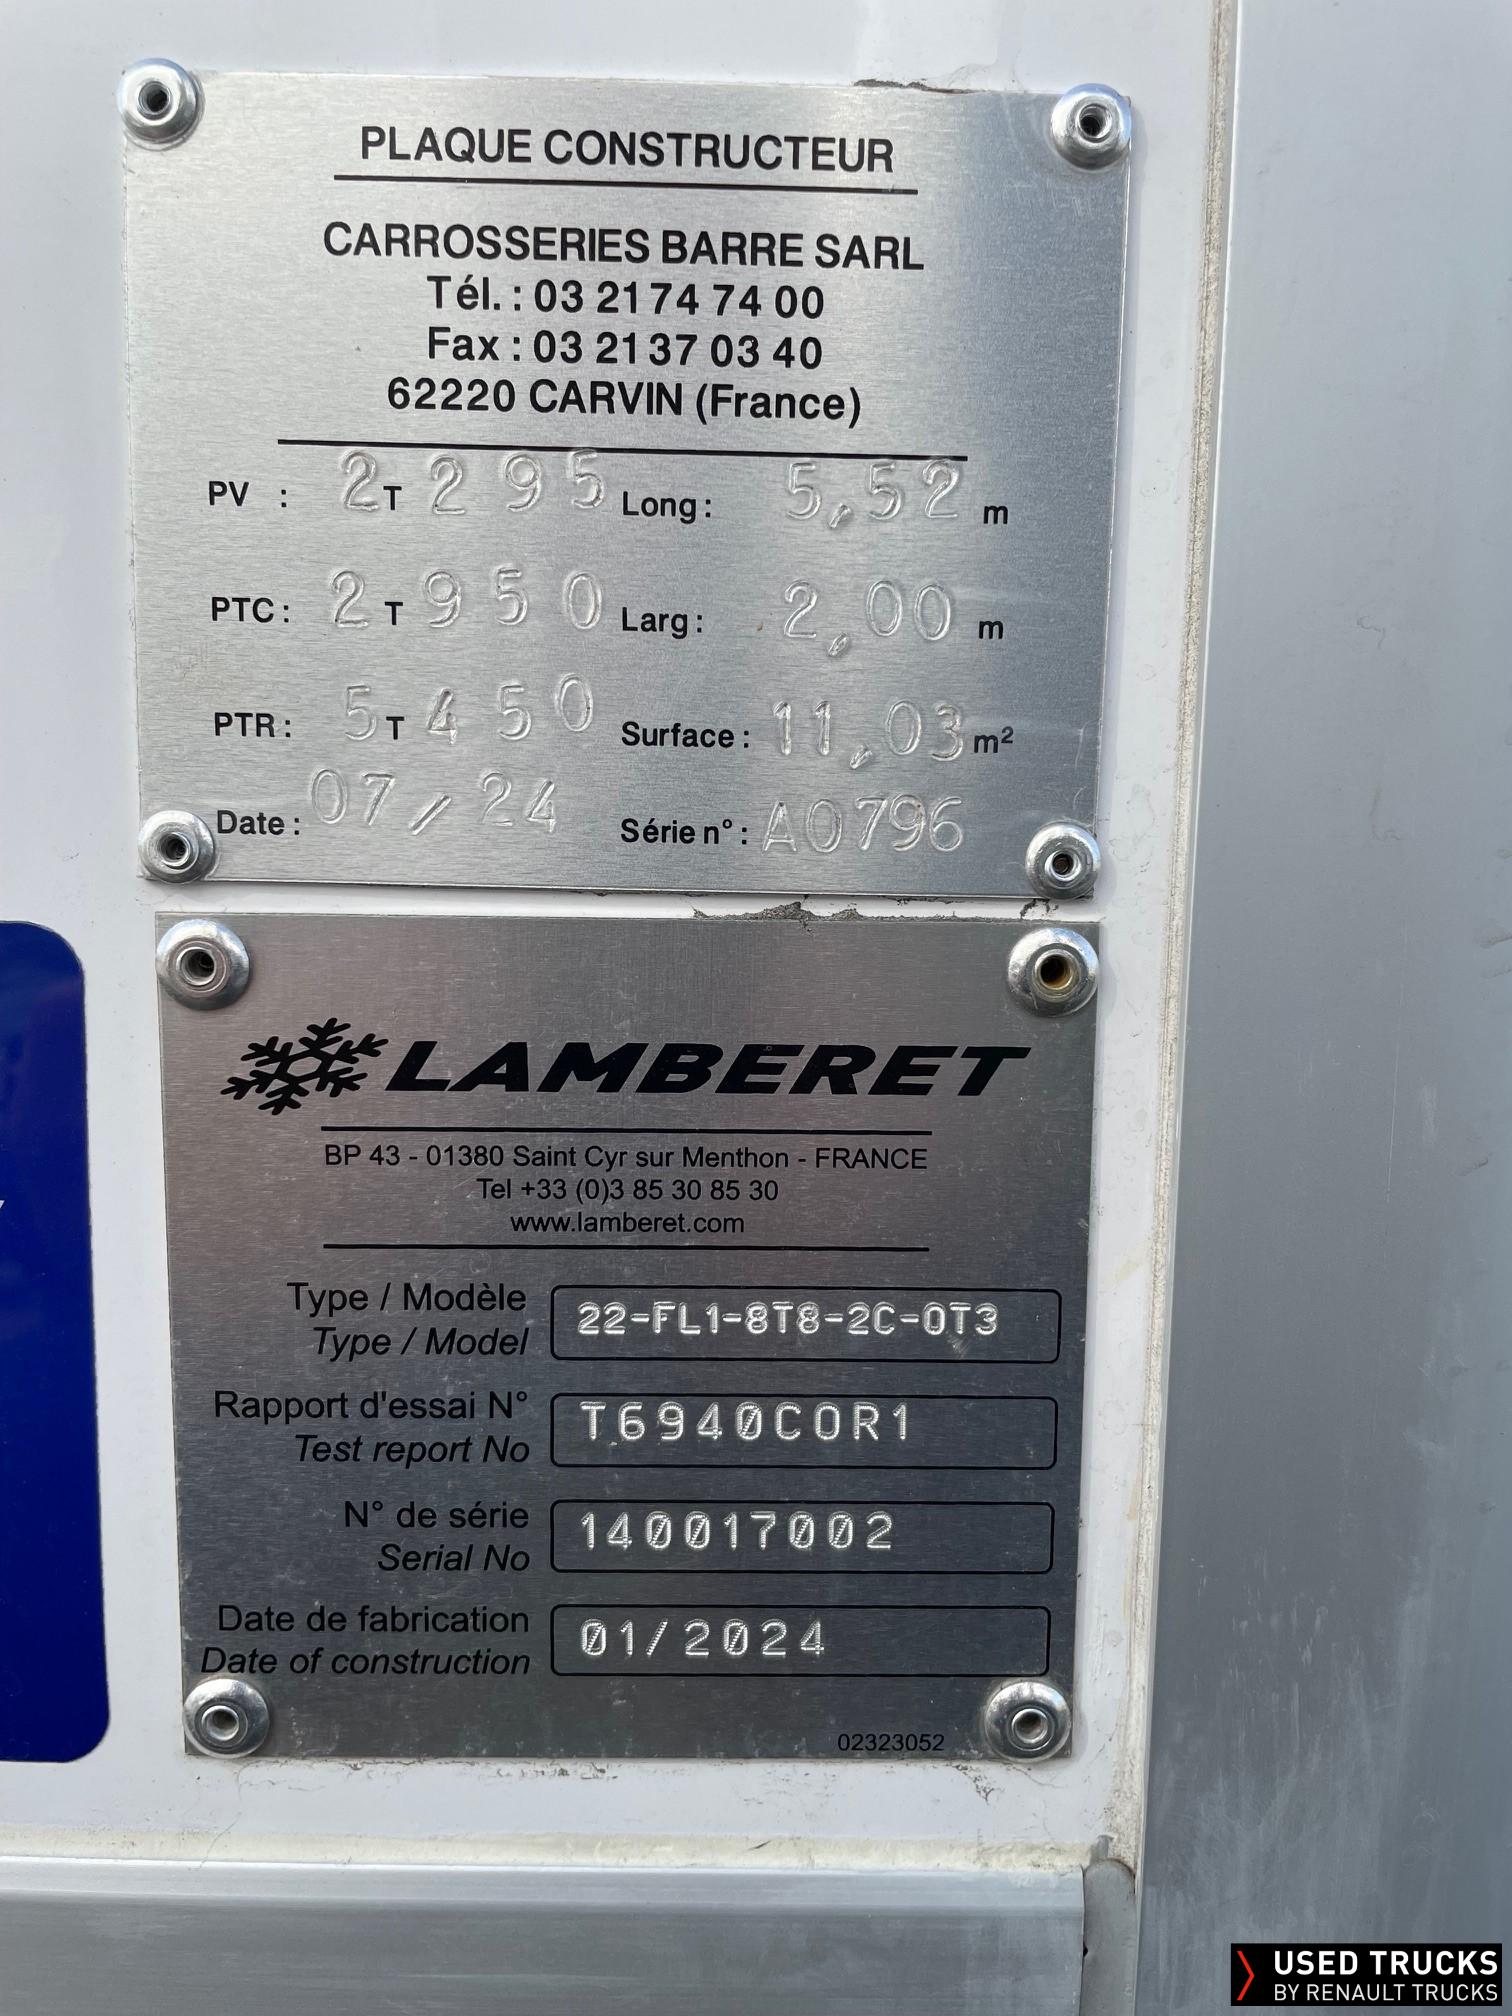 PLAQUE CONSTRUCTEUR
CARROSSERIES BARRE SARL
Tél. : 03 21 74 74 00
Fax : 03 21 37 03 40
62220 CARVIN (France)
PV : 2 T 295 Long : 5,52 m
PTC : 2 T 950 Larg : 2,00 m
PTR : 5 T 450 Surface : 11,03 m²
Date : 07/24 Série n° : A0796
LAMBERET
BP 43 - 01380 Saint Cyr sur Menthon - FRANCE
Tel +33 (0)3 85 30 85 30
www.lamberet.com
Type / Modèle
Type / Model
22-FL1-8T8-2C-0T3
Rapport d'essai N°
Test report No
T6940COR1
N° de série
Serial No
140017002
Date de fabrication
Date of construction
01/2024
02323052
USED TRUCKS
BY RENAULT TRUCKS